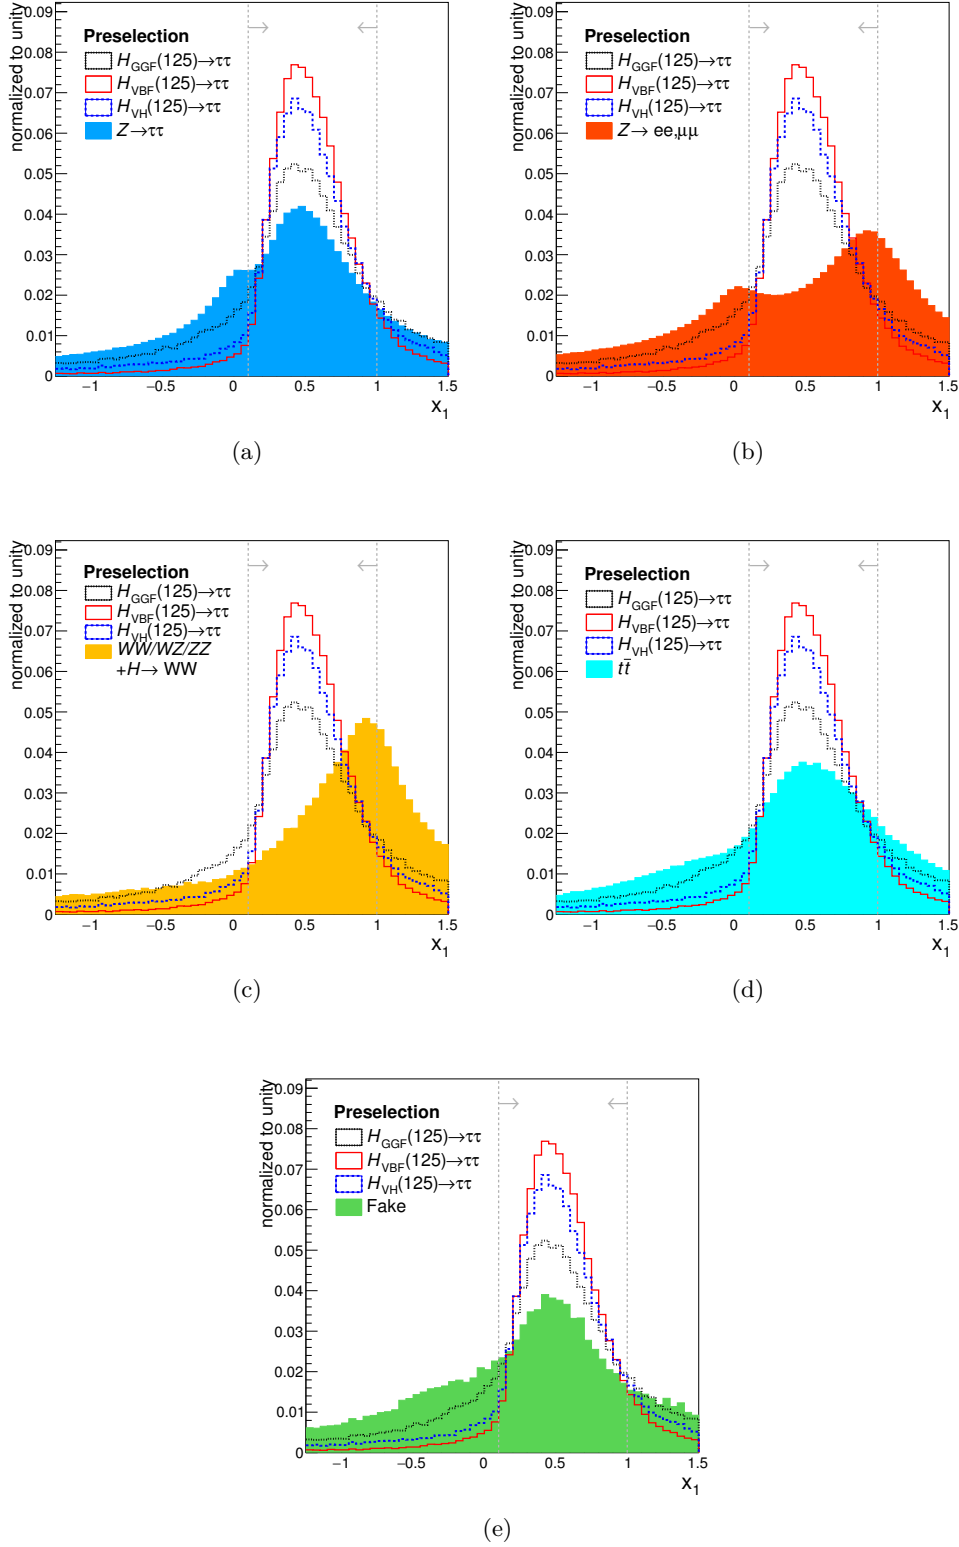 normalized to unity
0.09
0.08
0.07
0.06
0.05
0.04
0.03
0.02
0.01
0
Preselection
H_GGF(125)→ττ
H_VBF(125)→ττ
H_VH(125)→ττ
Z→ττ
−1 −0.5 0 0.5 1 1.5
x_1
(a)
normalized to unity
0.09
0.08
0.07
0.06
0.05
0.04
0.03
0.02
0.01
0
Preselection
H_GGF(125)→ττ
H_VBF(125)→ττ
H_VH(125)→ττ
Z→ ee,μμ
−1 −0.5 0 0.5 1 1.5
x_1
(b)
normalized to unity
0.09
0.08
0.07
0.06
0.05
0.04
0.03
0.02
0.01
0
Preselection
H_GGF(125)→ττ
H_VBF(125)→ττ
H_VH(125)→ττ
WW/WZ/ZZ
+H→ WW
−1 −0.5 0 0.5 1 1.5
x_1
(c)
normalized to unity
0.09
0.08
0.07
0.06
0.05
0.04
0.03
0.02
0.01
0
Preselection
H_GGF(125)→ττ
H_VBF(125)→ττ
H_VH(125)→ττ
tt̄
−1 −0.5 0 0.5 1 1.5
x_1
(d)
normalized to unity
0.09
0.08
0.07
0.06
0.05
0.04
0.03
0.02
0.01
0
Preselection
H_GGF(125)→ττ
H_VBF(125)→ττ
H_VH(125)→ττ
Fake
−1 −0.5 0 0.5 1 1.5
x_1
(e)